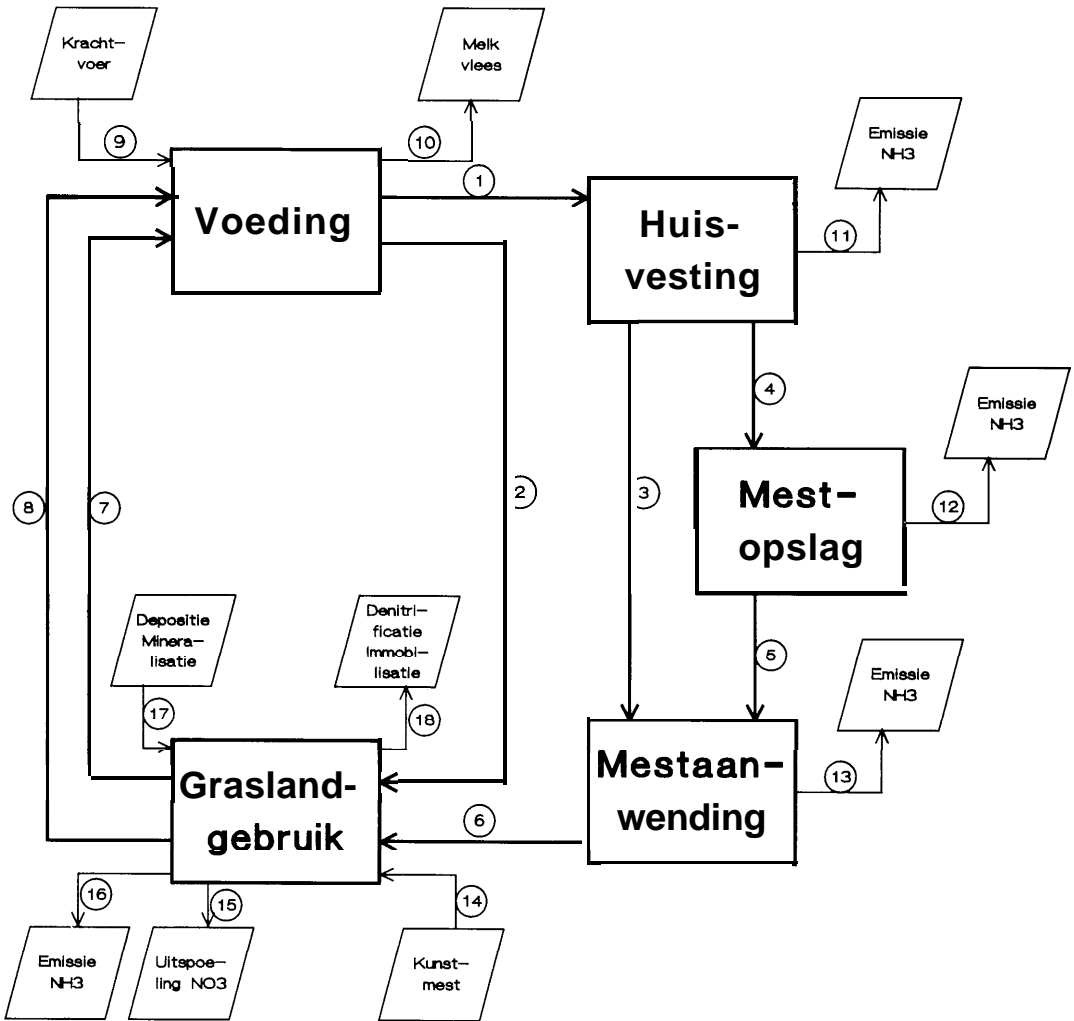 Kracht-
voer
Melk
vlees
Emissie
NH3
9
10
1
Voeding
Huis-
vesting
11
4
Emissie
NH3
8
7
2
3
Mest-
opslag
12
Depositie
Minera-
lisatie
Denitri-
ficatie
Immobi-
lisatie
5
Emissie
NH3
17
18
Grasland-
gebruik
6
Mestaan-
wending
13
16
15
14
Emissie
NH3
Uitspoe-
ling NO3
Kunst-
mest